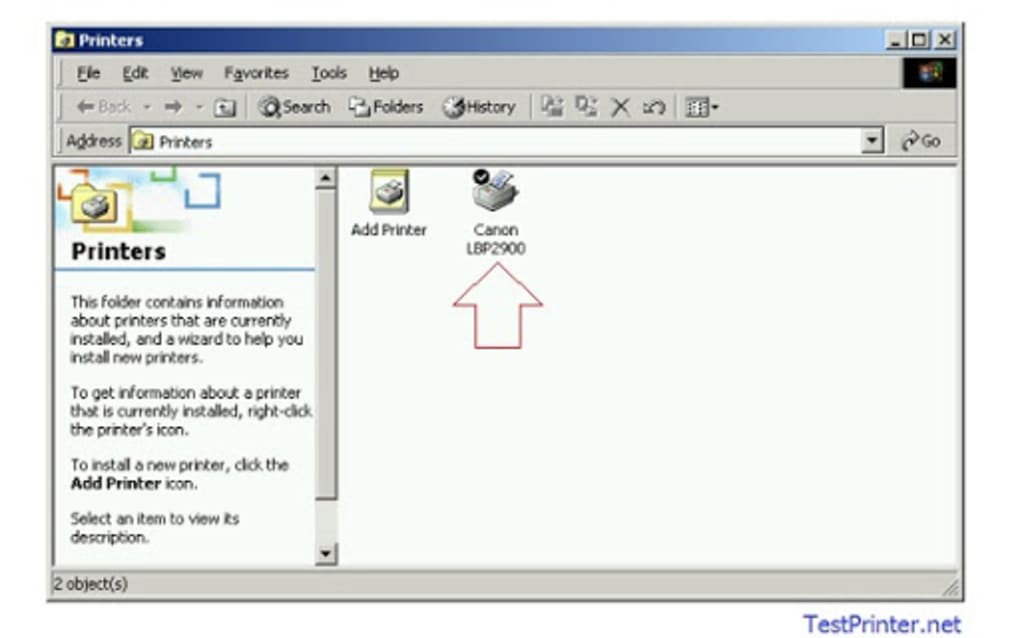 Printers
File Edit View Favorites Tools Help
Back Search Folders History
Address Printers Go
Printers
This folder contains information
about printers that are currently
installed, and a wizard to help you
install new printers.
To get information about a printer
that is currently installed, right-click
the printer's icon.
To install a new printer, click the
Add Printer icon.
Select an item to view its
description.
Add Printer
Canon
LBP2900
2 object(s)
TestPrinter.net